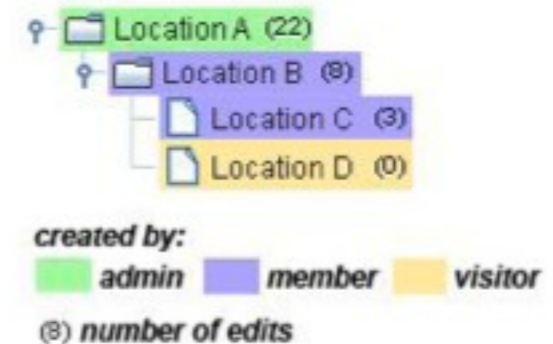 Location A (22)
Location B (8)
Location C (3)
Location D (0)
created by:
admin member visitor
(8) number of edits